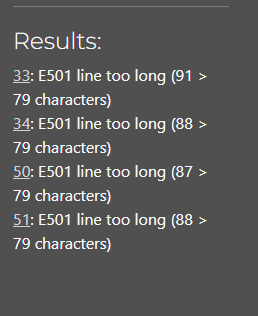 Results:
33: E501 line too long (91 >
79 characters)
34: E501 line too long (88 >
79 characters)
50: E501 line too long (87 >
79 characters)
51: E501 line too long (88 >
79 characters)